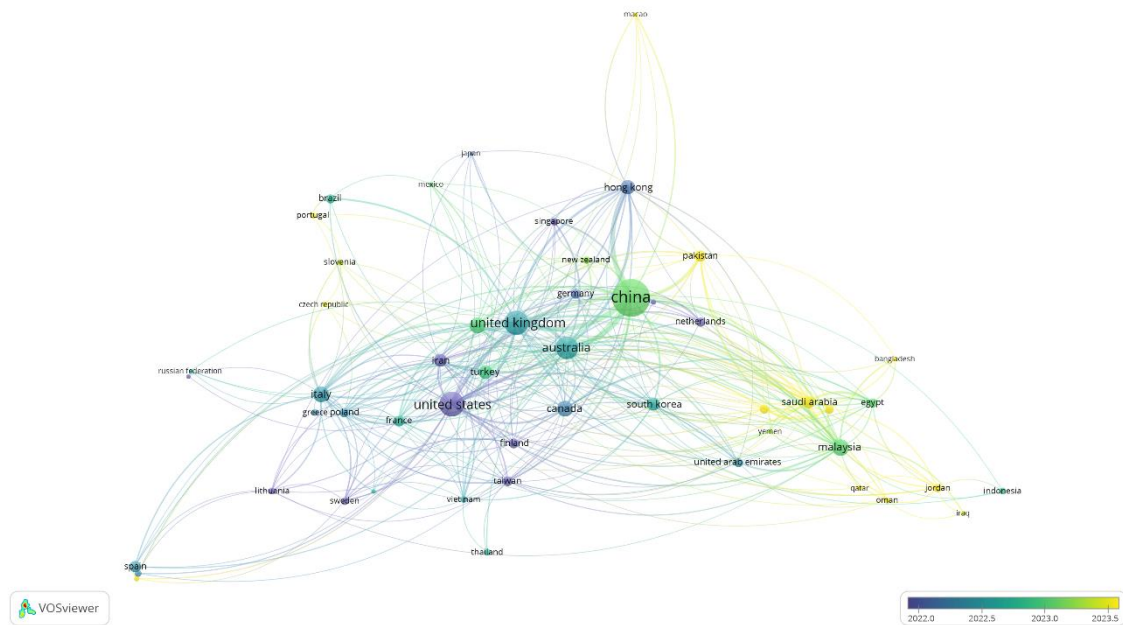 macao
japan
mexico
hong kong
brazil
portugal
singapore
slovenia
new zealand
pakistan
germany
china
czech republic
united kingdom
netherlands
australia
iran
bangladesh
russian federation
turkey
italy
united states
canada
south korea
saudi arabia
egypt
greece
poland
france
yemen
finland
malaysia
united arab emirates
taiwan
lithuania
sweden
vietnam
qatar
jordan
oman
indonesia
iraq
thailand
spain
VOSviewer
2022.0 2022.5 2023.0 2023.5